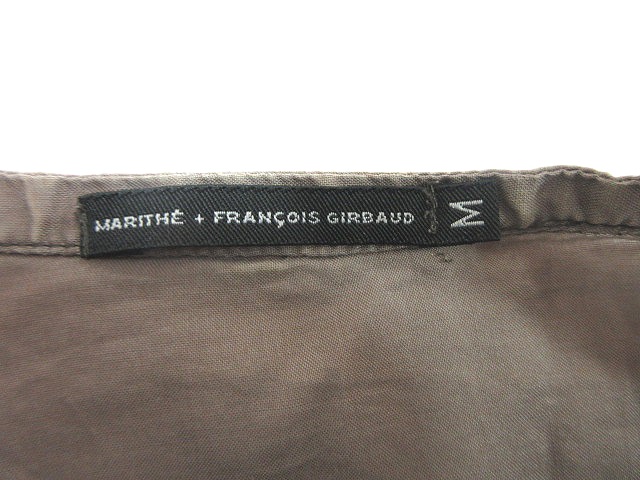 MARITHÉ + FRANÇOIS GIRBAUD
M